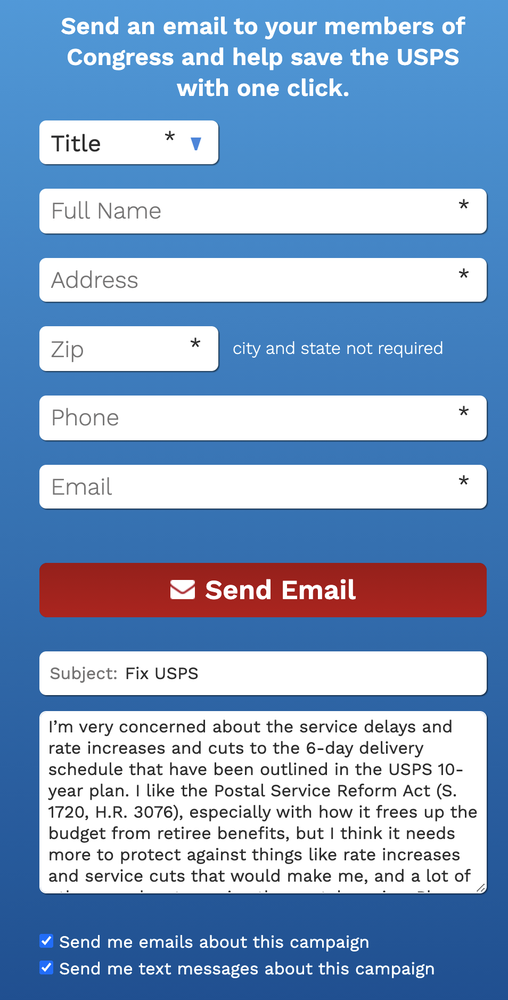 Send an email to your members of
Congress and help save the USPS
with one click.
Title *
Full Name *
Address *
Zip *
city and state not required
Phone *
Email *
Send Email
Subject: Fix USPS
I’m very concerned about the service delays and
rate increases and cuts to the 6-day delivery
schedule that have been outlined in the USPS 10-
year plan. I like the Postal Service Reform Act (S.
1720, H.R. 3076), especially with how it frees up the
budget from retiree benefits, but I think it needs
more to protect against things like rate increases
and service cuts that would make me, and a lot of
Send me emails about this campaign
Send me text messages about this campaign